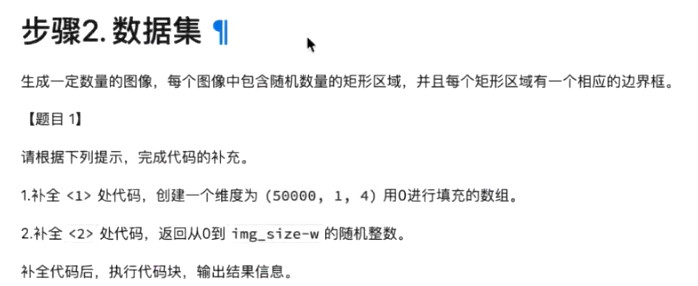 步骤2. 数据集 ¶
生成一定数量的图像，每个图像中包含随机数量的矩形区域，并且每个矩形区域有一个相应的边界框。
【题目 1】
请根据下列提示，完成代码的补充。
1.补全 <1> 处代码，创建一个维度为 (50000, 1, 4) 用0进行填充的数组。
2.补全 <2> 处代码，返回从0到 img_size-w 的随机整数。
补全代码后，执行代码块，输出结果信息。